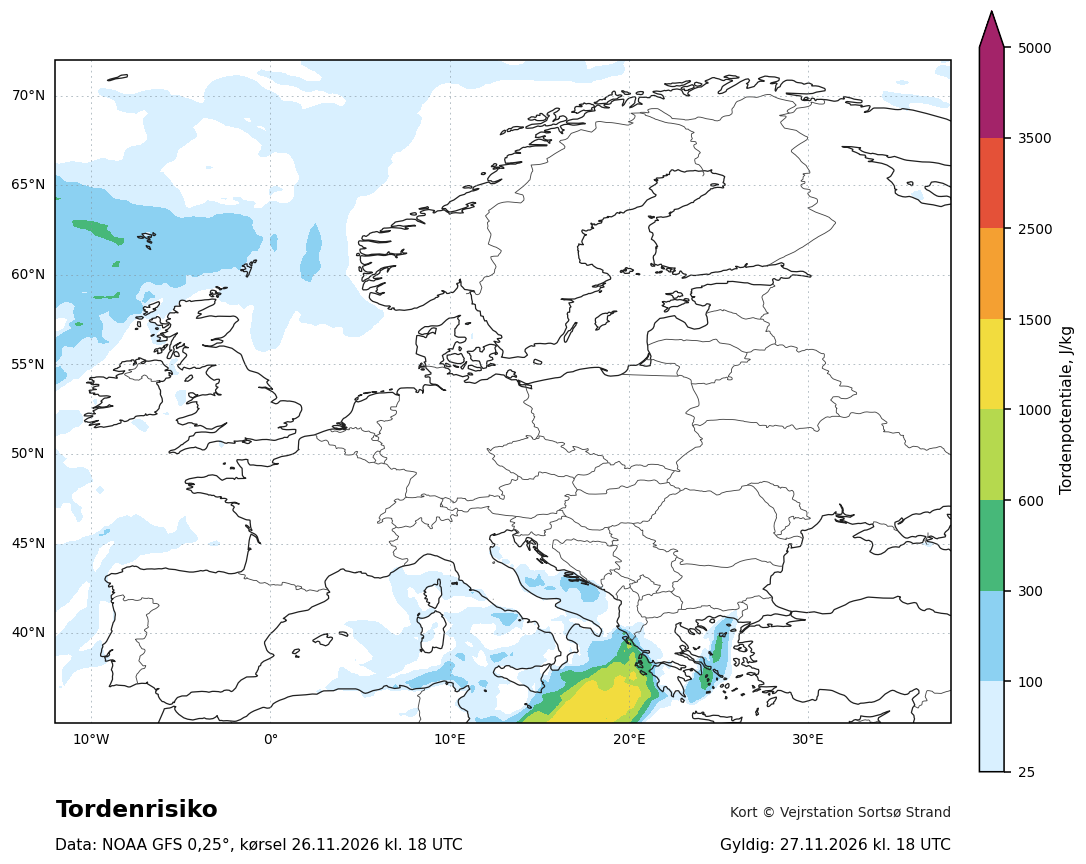 70°N
65°N
60°N
55°N
50°N
45°N
40°N
10°W
0°
10°E
20°E
30°E
5000
3500
2500
1500
1000
600
300
100
25
Tordenpotentiale, J/kg
Tordenrisiko
Kort © Vejrstation Sortsø Strand
Data: NOAA GFS 0,25°, kørsel 26.11.2026 kl. 18 UTC
Gyldig: 27.11.2026 kl. 18 UTC